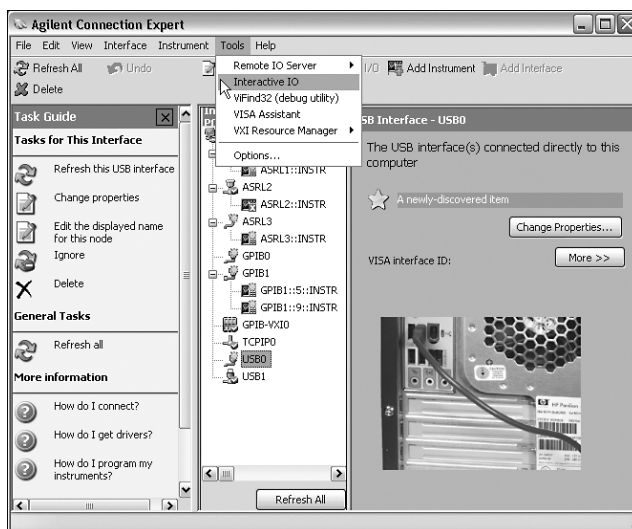 Agilent Connection Expert
File Edit View Interface Instrument Tools Help
Refresh All Undo I/O Add Instrument Add Interface
Delete
Remote IO Server
Interactive IO
ViFind32 (debug utility)
VISA Assistant
VXI Resource Manager
Options...
Task Guide
Tasks for This Interface
Refresh this USB interface
Change properties
Edit the displayed name
for this node
Ignore
Delete
General Tasks
Refresh all
More information
How do I connect?
How do I get drivers?
How do I program my
instruments?
ASRL1::INSTR
ASRL2
ASRL2::INSTR
ASRL3
ASRL3::INSTR
GPIB0
GPIB1
GPIB1::5::INSTR
GPIB1::9::INSTR
GPIB-VXI0
TCPIP0
USB0
USB1
Refresh All
SB Interface - USB0
The USB interface(s) connected directly to this
computer
A newly-discovered item
Change Properties...
VISA interface ID:
More >>
HP Pavilion